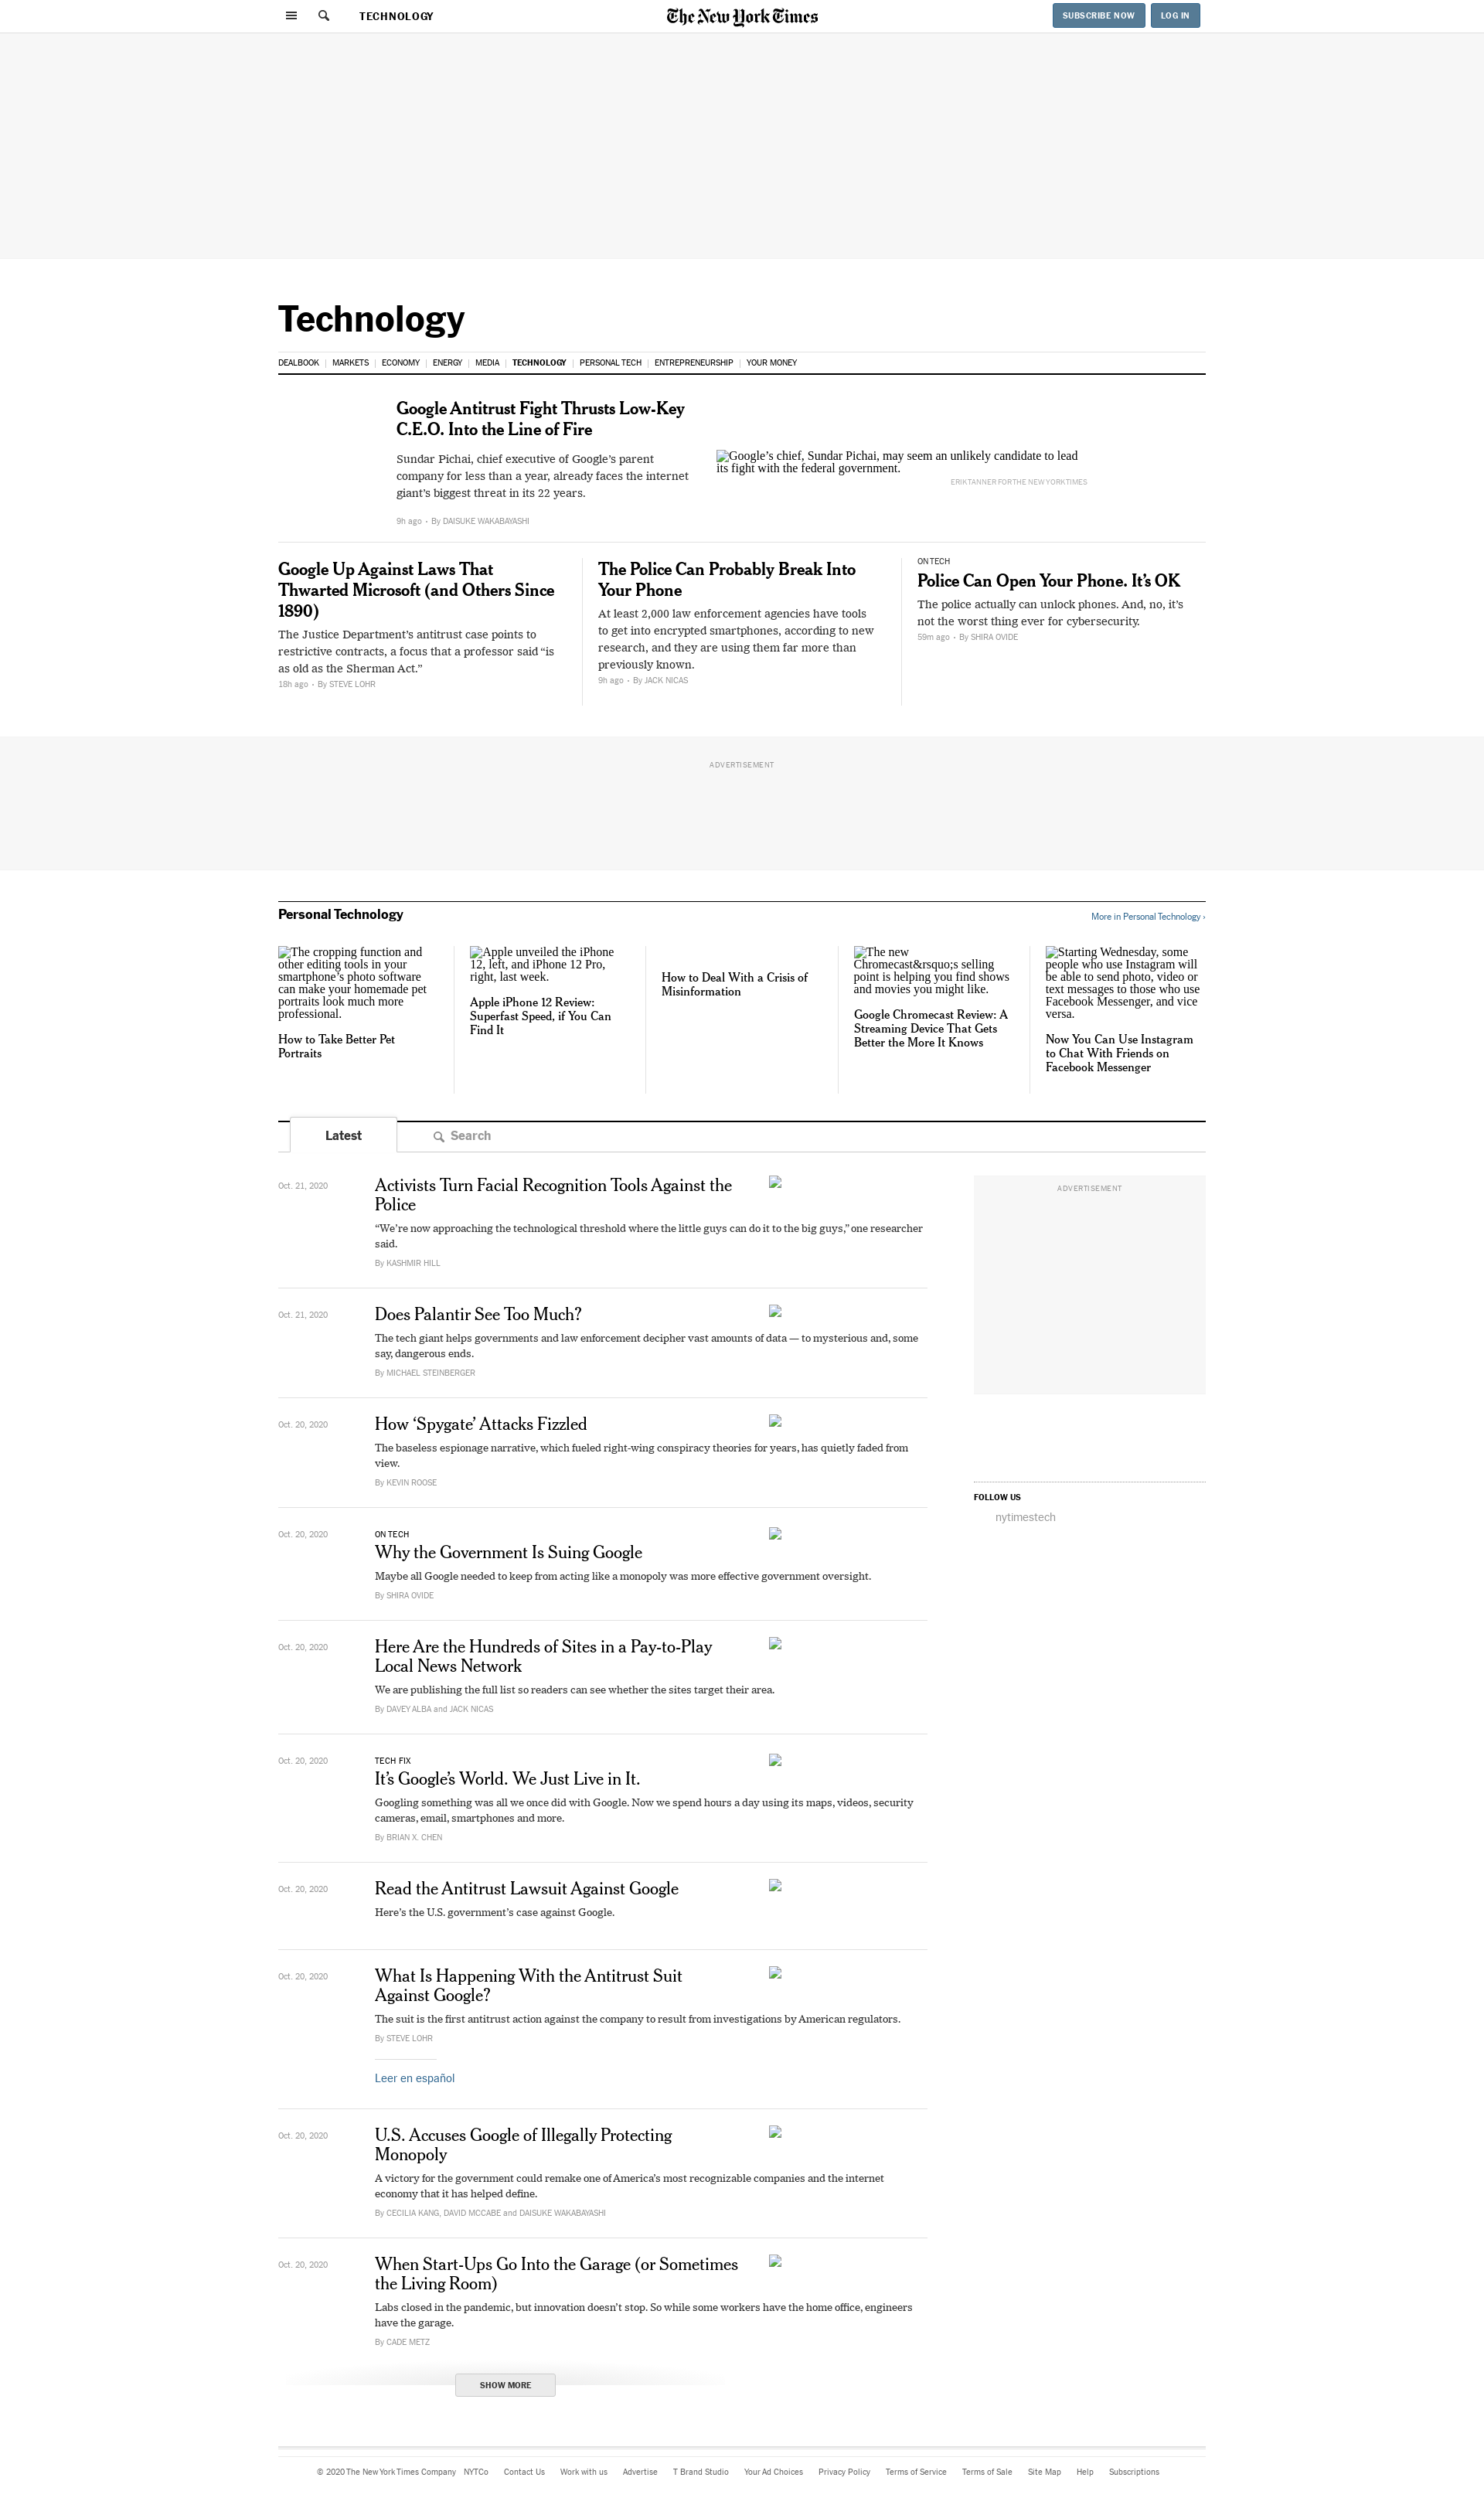 TECHNOLOGY
The New York Times
SUBSCRIBE NOW
LOG IN
Technology
DEALBOOK
MARKETS
ECONOMY
ENERGY
MEDIA
TECHNOLOGY
PERSONAL TECH
ENTREPRENEURSHIP
YOUR MONEY
Google Antitrust Fight Thrusts Low-Key
C.E.O. Into the Line of Fire
Sundar Pichai, chief executive of Google’s parent
company for less than a year, already faces the internet
giant’s biggest threat in its 22 years.
9h ago • By DAISUKE WAKABAYASHI
Google’s chief, Sundar Pichai, may seem an unlikely candidate to lead
its fight with the federal government.
ERIK TANNER FOR THE NEW YORK TIMES
Google Up Against Laws That
Thwarted Microsoft (and Others Since
1890)
The Justice Department’s antitrust case points to
restrictive contracts, a focus that a professor said “is
as old as the Sherman Act.”
18h ago • By STEVE LOHR
The Police Can Probably Break Into
Your Phone
At least 2,000 law enforcement agencies have tools
to get into encrypted smartphones, according to new
research, and they are using them far more than
previously known.
9h ago • By JACK NICAS
ON TECH
Police Can Open Your Phone. It’s OK
The police actually can unlock phones. And, no, it’s
not the worst thing ever for cybersecurity.
59m ago • By SHIRA OVIDE
ADVERTISEMENT
Personal Technology
More in Personal Technology ›
The cropping function and
other editing tools in your
smartphone’s photo software
can make your homemade pet
portraits look much more
professional.
How to Take Better Pet
Portraits
Apple unveiled the iPhone
12, left, and iPhone 12 Pro,
right, last week.
Apple iPhone 12 Review:
Superfast Speed, if You Can
Find It
How to Deal With a Crisis of
Misinformation
The new
Chromecast&rsquo;s selling
point is helping you find shows
and movies you might like.
Google Chromecast Review: A
Streaming Device That Gets
Better the More It Knows
Starting Wednesday, some
people who use Instagram will
be able to send photo, video or
text messages to those who use
Facebook Messenger, and vice
versa.
Now You Can Use Instagram
to Chat With Friends on
Facebook Messenger
Latest
Search
Oct. 21, 2020
Activists Turn Facial Recognition Tools Against the
Police
“We’re now approaching the technological threshold where the little guys can do it to the big guys,” one researcher
said.
By KASHMIR HILL
ADVERTISEMENT
Oct. 21, 2020
Does Palantir See Too Much?
The tech giant helps governments and law enforcement decipher vast amounts of data — to mysterious and, some
say, dangerous ends.
By MICHAEL STEINBERGER
Oct. 20, 2020
How ‘Spygate’ Attacks Fizzled
The baseless espionage narrative, which fueled right-wing conspiracy theories for years, has quietly faded from
view.
By KEVIN ROOSE
FOLLOW US
nytimestech
Oct. 20, 2020
ON TECH
Why the Government Is Suing Google
Maybe all Google needed to keep from acting like a monopoly was more effective government oversight.
By SHIRA OVIDE
Oct. 20, 2020
Here Are the Hundreds of Sites in a Pay-to-Play
Local News Network
We are publishing the full list so readers can see whether the sites target their area.
By DAVEY ALBA and JACK NICAS
Oct. 20, 2020
TECH FIX
It’s Google’s World. We Just Live in It.
Googling something was all we once did with Google. Now we spend hours a day using its maps, videos, security
cameras, email, smartphones and more.
By BRIAN X. CHEN
Oct. 20, 2020
Read the Antitrust Lawsuit Against Google
Here’s the U.S. government’s case against Google.
Oct. 20, 2020
What Is Happening With the Antitrust Suit
Against Google?
The suit is the first antitrust action against the company to result from investigations by American regulators.
By STEVE LOHR
Leer en español
Oct. 20, 2020
U.S. Accuses Google of Illegally Protecting
Monopoly
A victory for the government could remake one of America’s most recognizable companies and the internet
economy that it has helped define.
By CECILIA KANG, DAVID MCCABE and DAISUKE WAKABAYASHI
Oct. 20, 2020
When Start-Ups Go Into the Garage (or Sometimes
the Living Room)
Labs closed in the pandemic, but innovation doesn’t stop. So while some workers have the home office, engineers
have the garage.
By CADE METZ
SHOW MORE
© 2020 The New York Times Company
NYTCo
Contact Us
Work with us
Advertise
T Brand Studio
Your Ad Choices
Privacy Policy
Terms of Service
Terms of Sale
Site Map
Help
Subscriptions